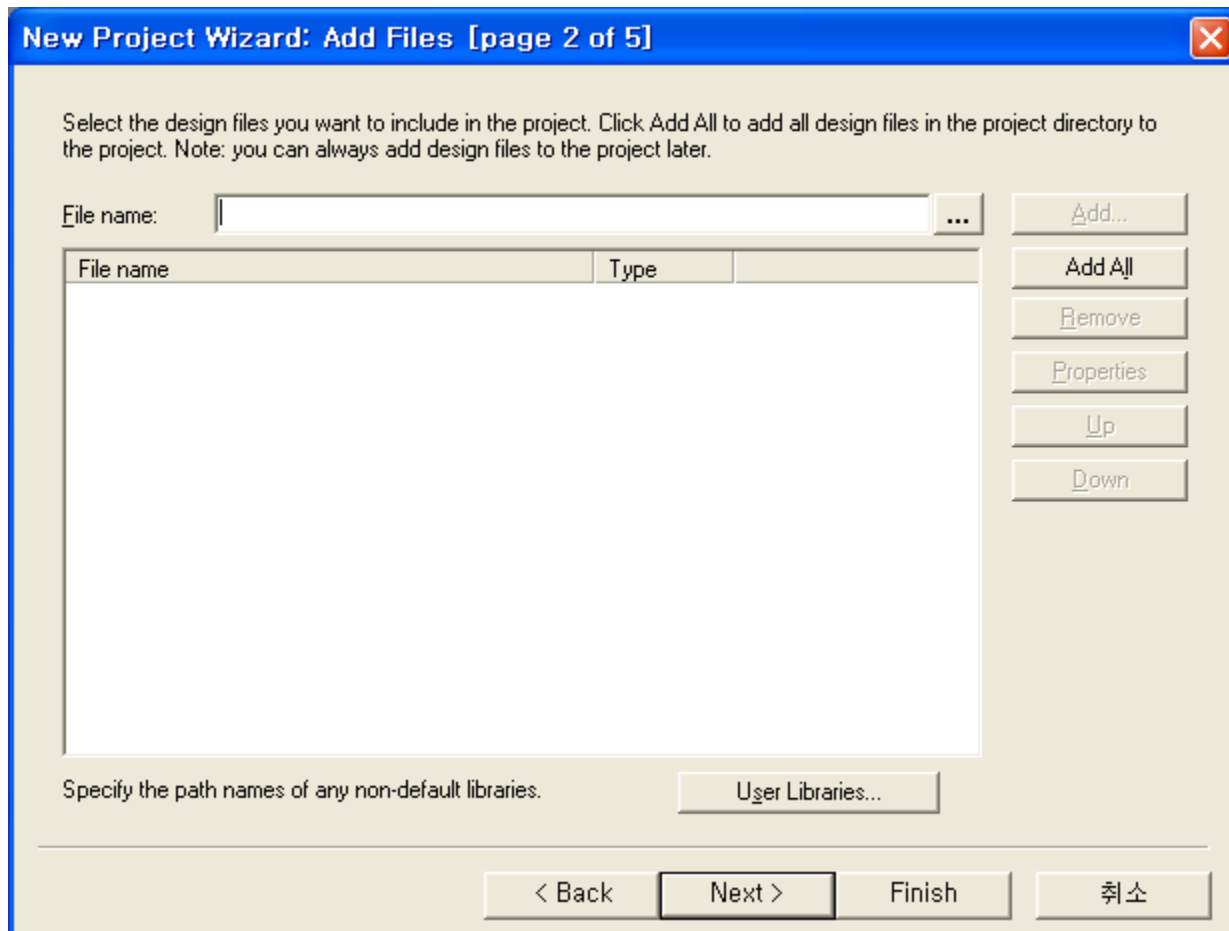 New Project Wizard: Add Files [page 2 of 5]
Select the design files you want to include in the project. Click Add All to add all design files in the project directory to
the project. Note: you can always add design files to the project later.
File name:
...
Add...
File name
Type
Add All
Remove
Properties
Up
Down
Specify the path names of any non-default libraries.
User Libraries...
< Back
Next >
Finish
취소